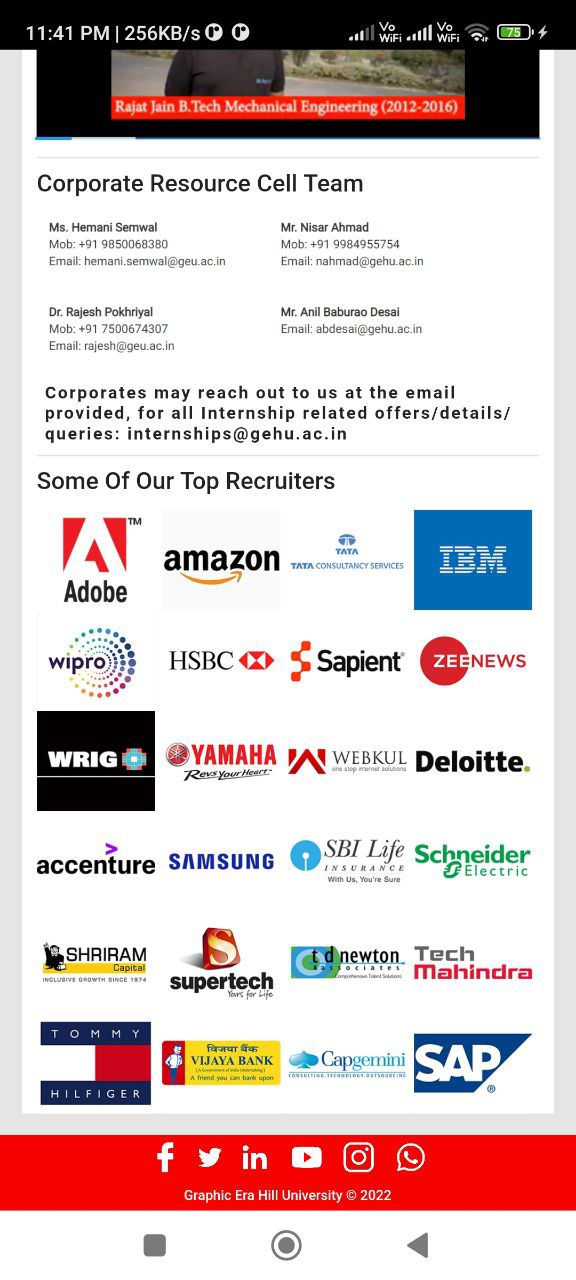 11:41 PM | 256KB/s
Vo WiFi Vo WiFi 75
Rajat Jain B.Tech Mechanical Engineering (2012-2016)
Corporate Resource Cell Team
Ms. Hemani Semwal
Mob: +91 9850068380
Email: hemani.semwal@geu.ac.in
Mr. Nisar Ahmad
Mob: +91 9984955754
Email: nahmad@gehu.ac.in
Dr. Rajesh Pokhriyal
Mob: +91 7500674307
Email: rajesh@geu.ac.in
Mr. Anil Baburao Desai
Email: abdesai@gehu.ac.in
Corporates may reach out to us at the email
provided, for all Internship related offers/details/
queries: internships@gehu.ac.in
Some Of Our Top Recruiters
Adobe TM
amazon
TATA
TATA CONSULTANCY SERVICES
IBM
wipro
HSBC
Sapient
ZEE NEWS
WRIG
YAMAHA
Revs Your Heart
WEBKUL
one stop internet solutions
Deloitte.
accenture
SAMSUNG
SBI Life
INSURANCE
With Us, You're Sure
Schneider
Electric
SHRIRAM
Capital
INCLUSIVE GROWTH SINCE 1974
S
supertech
Yours for Life
t d newton
& associates
Comprehensive Talent Solutions
Tech
Mahindra
TOMMY
HILFIGER
विजया बैंक
VIJAYA BANK
(A Government of India Undertaking)
A friend you can bank upon
Capgemini
CONSULTING.TECHNOLOGY.OUTSOURCING
SAP ®
Graphic Era Hill University © 2022